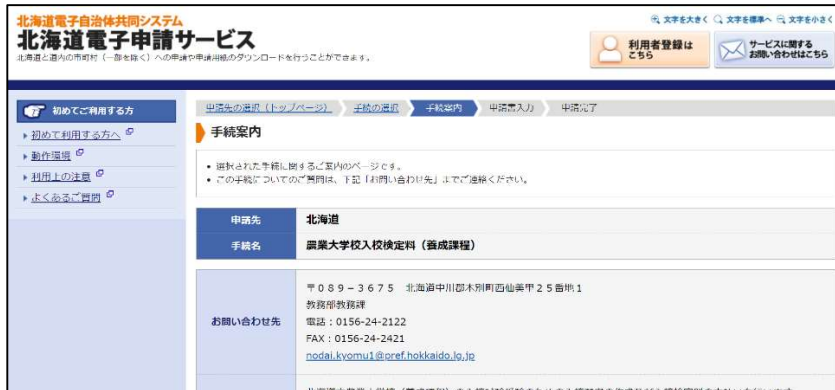 北海道電子自治体共同システム
北海道電子申請サービス
北海道と道内の市町村（一部を除く）への申請や申請用紙のダウンロードを行うことができます。
文字を大きく 文字を標準へ 文字を小さく
利用者登録は
こちら
サービスに関する
お問い合わせはこちら
初めてご利用する方
初めて利用する方へ
動作環境
利用上の注意
よくあるご質問
申請先の選択（トップページ） 手続の選択 手続案内 申請書入力 申請完了
手続案内
• 選択された手続に関するご案内のページです。
• この手続についてのご質問は、下記「お問い合わせ先」までご連絡ください。
申請先 北海道
手続名 農業大学校入校検定料（養成課程）
お問い合わせ先
〒０８９－３６７５ 北海道中川郡本別町西仙美里２５番地１
教務部教務課
電話：0156-24-2122
FAX：0156-24-2421
nodai.kyomu1@pref.hokkaido.lg.jp